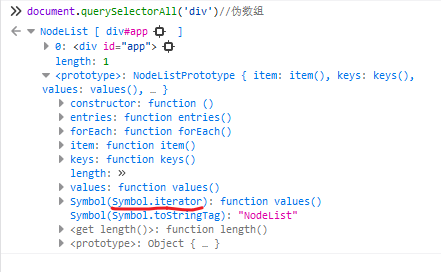 document.querySelectorAll('div')//伪数组
NodeList [ div#app ]
0: <div id="app">
length: 1
<prototype>: NodeListPrototype { item: item(), keys: keys(),
values: values(), … }
constructor: function ()
entries: function entries()
forEach: function forEach()
item: function item()
keys: function keys()
length: »
values: function values()
Symbol(Symbol.iterator): function values()
Symbol(Symbol.toStringTag): "NodeList"
<get length()>: function length()
<prototype>: Object { … }